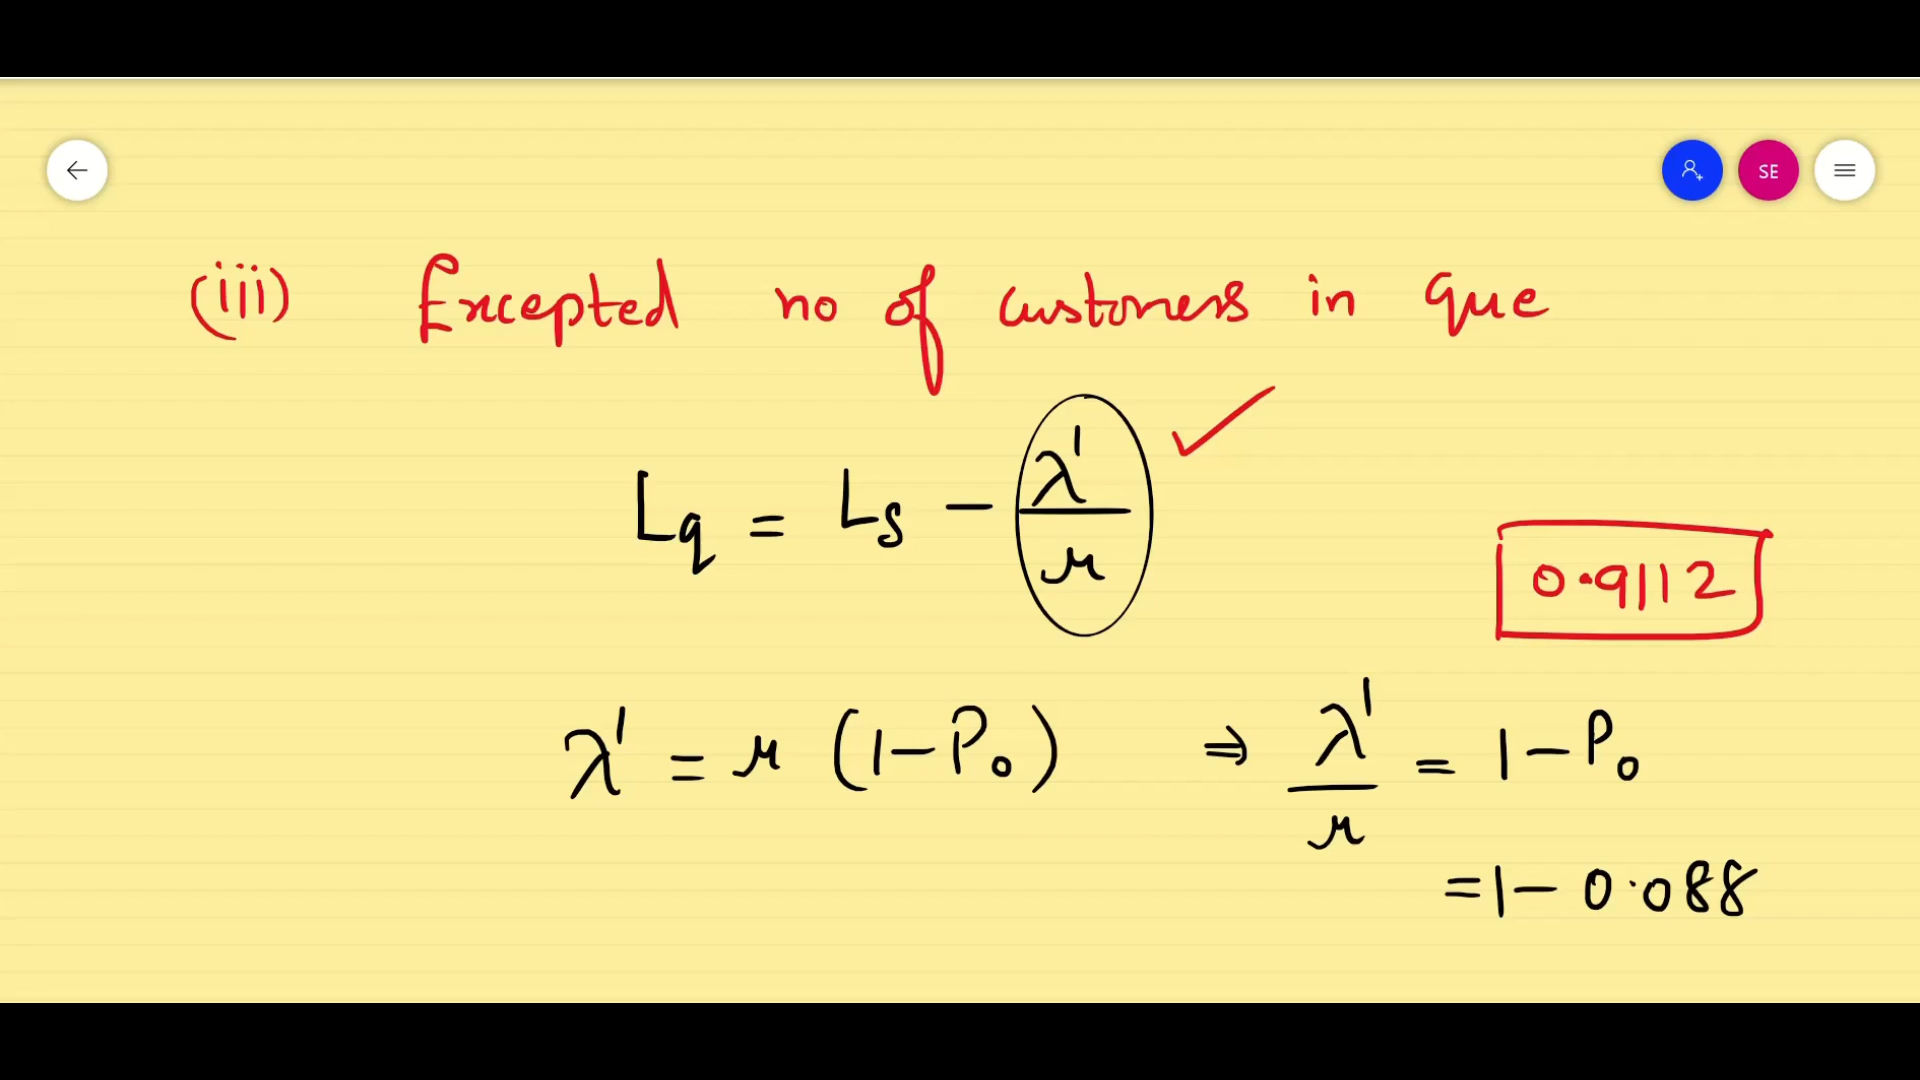 SE
(iii) Excepted no of customers in que
Lq = Ls - λ'/μ
0.9112
λ' = μ (1-P₀) ⇒ λ'/μ = 1-P₀
=1- 0.088